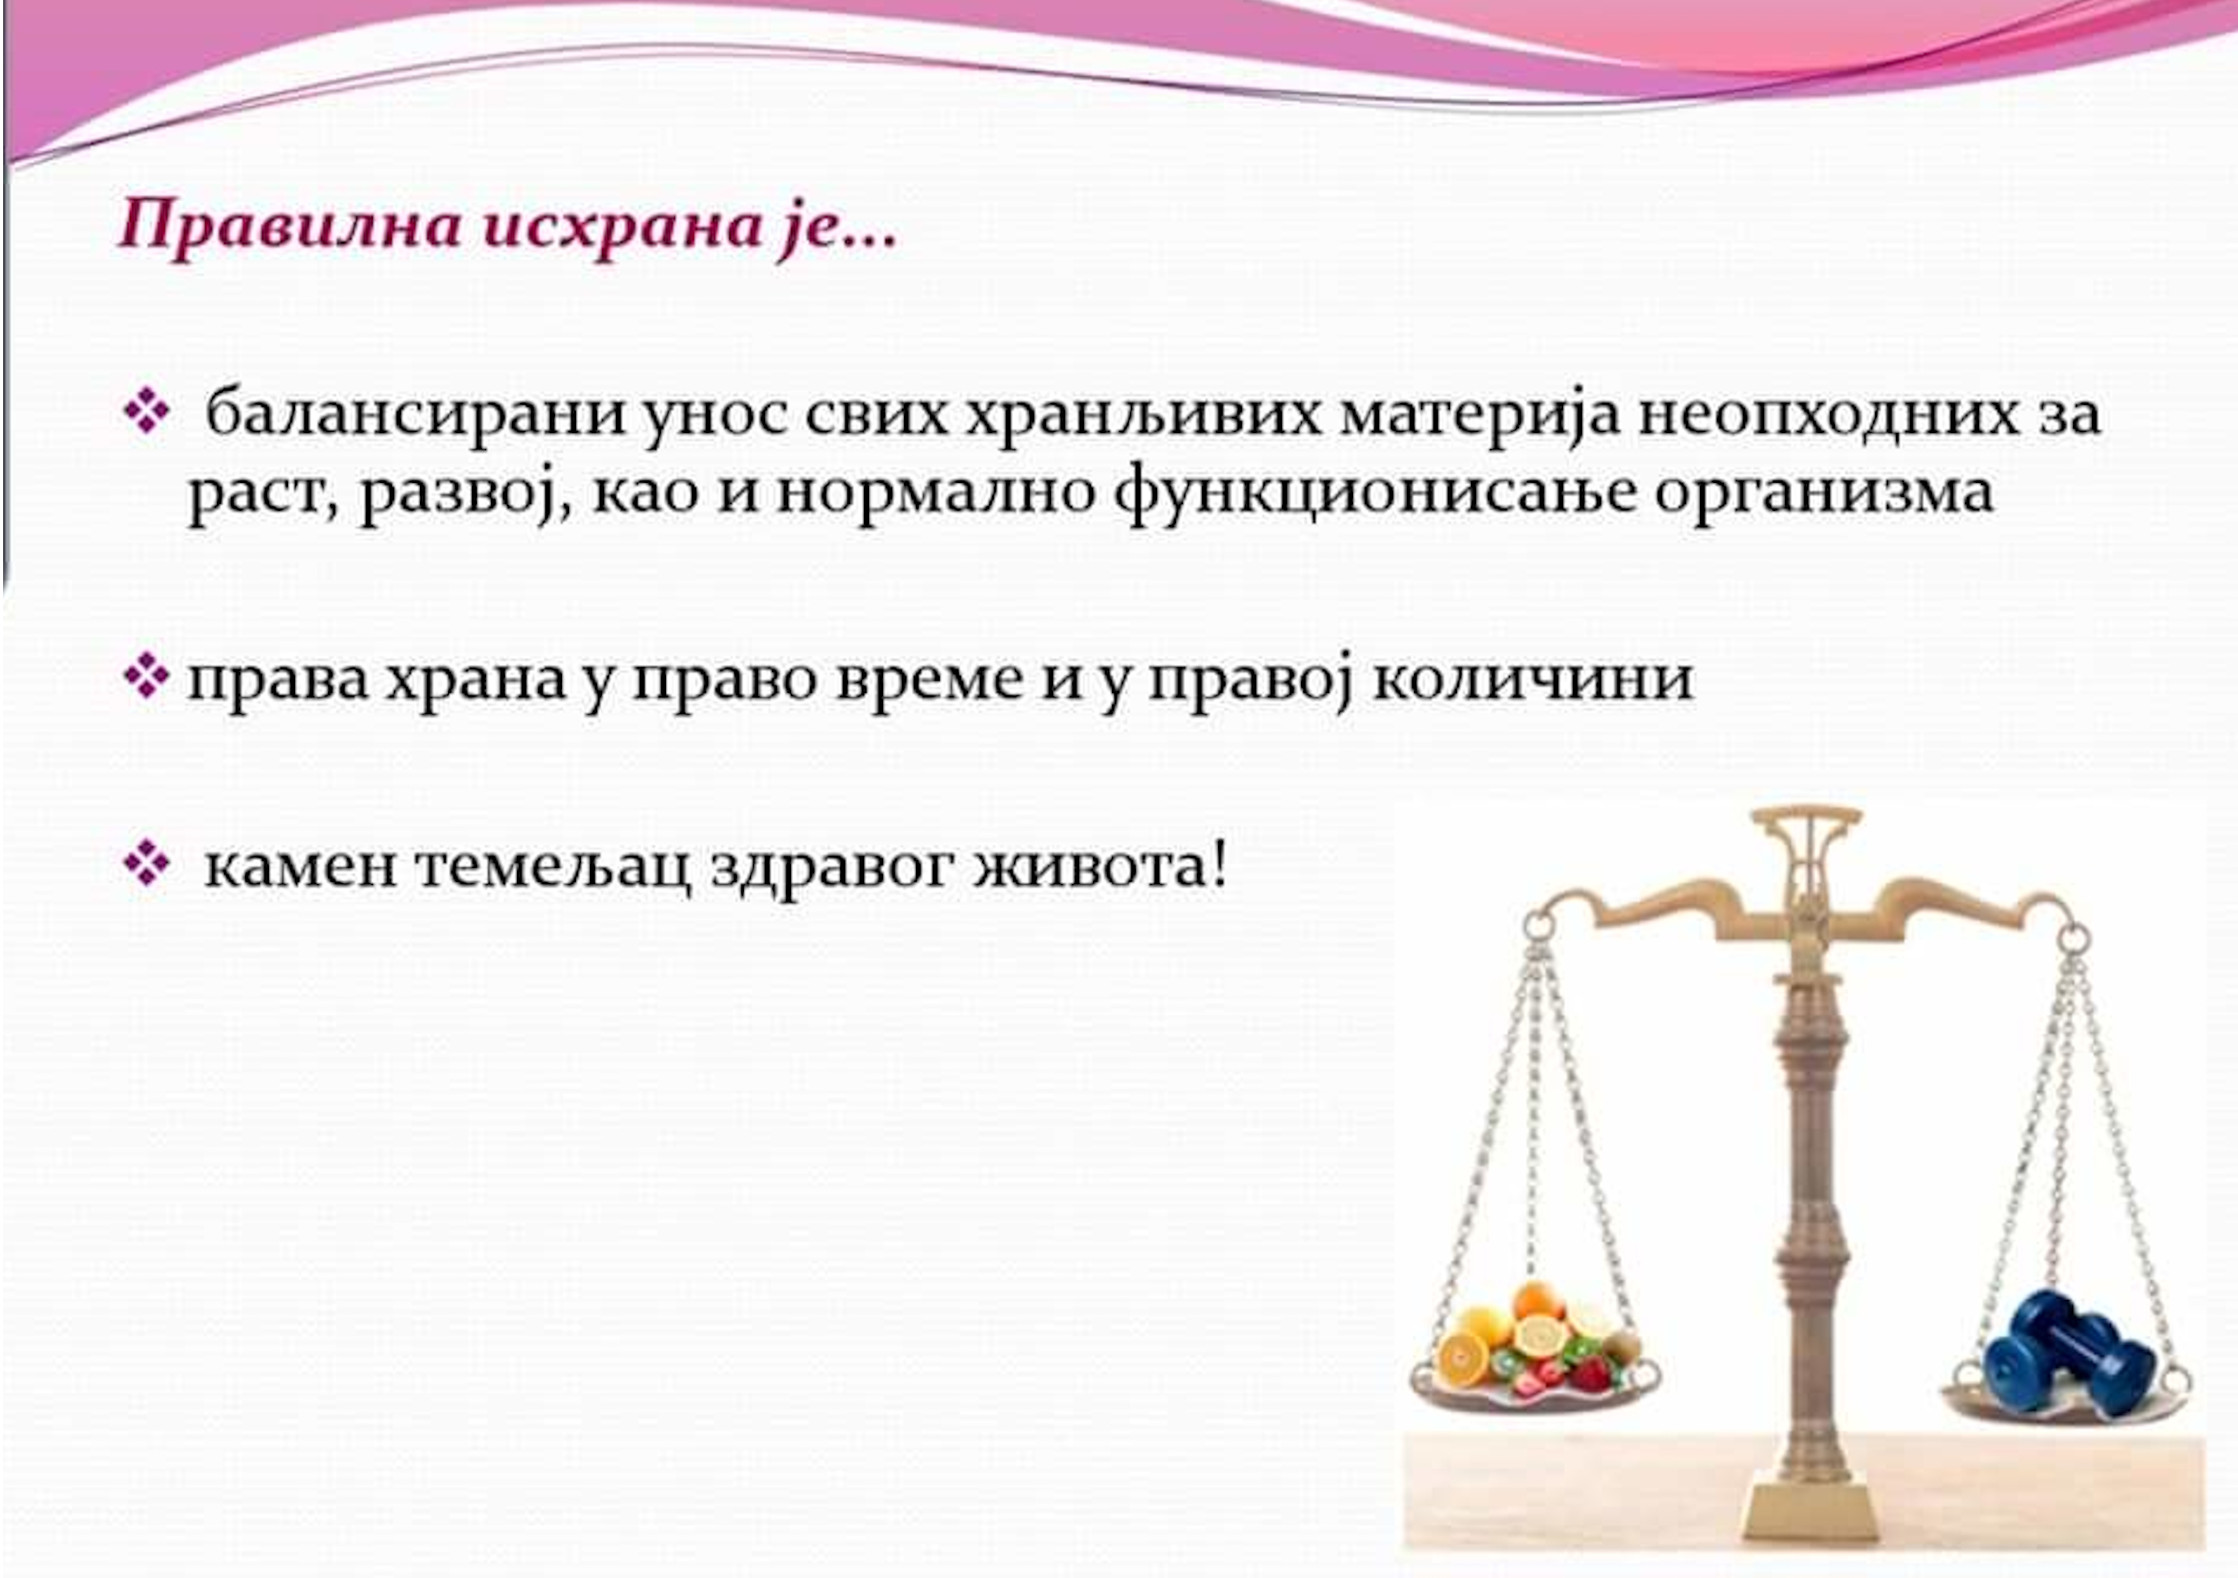 Правилна исхрана је...
балансирани унос свих хранљивих материја неопходних за
раст, развој, као и нормално функционисање организма
права храна у право време и у правој количини
камен темељац здравог живота!